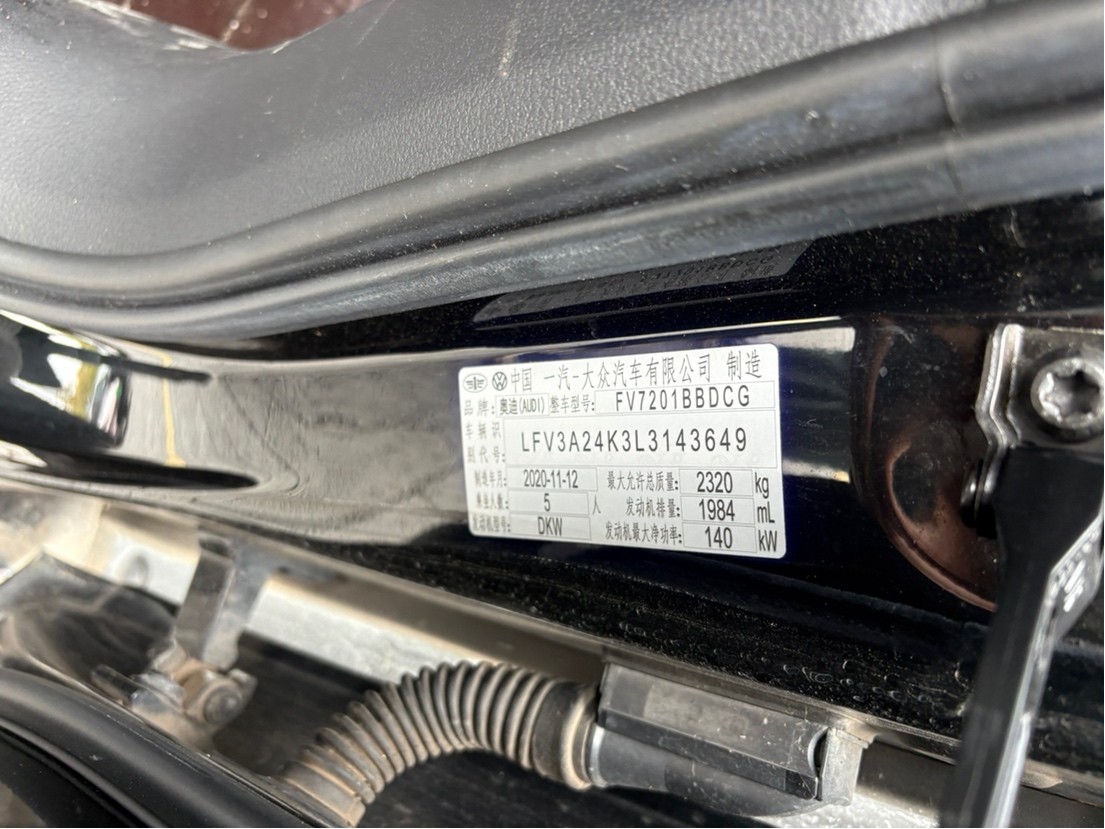 中国 一汽-大众汽车有限公司 制造
品牌: 奥迪(AUDI) 整车型号: FV7201BBDCG
车辆识别代号: LFV3A24K3L3143649
制造年月: 2020-11-12 最大允许总质量: 2320 kg
乘坐人数: 5 人 发动机排量: 1984 mL
发动机型号: DKW 发动机最大净功率: 140 kW